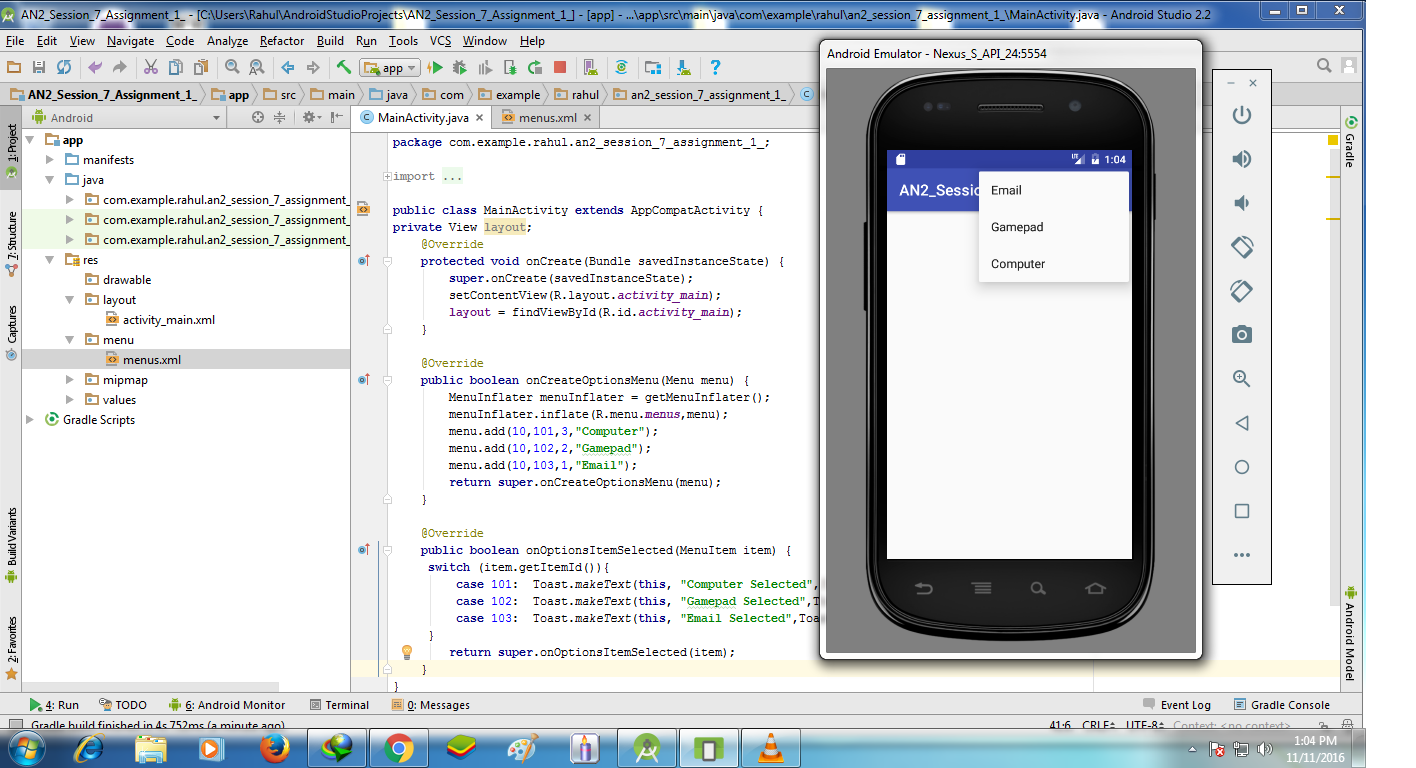 AN2_Session_7_Assignment_1_ - [C:\Users\Rahul\AndroidStudioProjects\AN2_Session_7_Assignment_1_] - [app] - ...\app\src\main\java\com\example\rahul\an2_session_7_assignment_1_\MainActivity.java - Android Studio 2.2
File Edit View Navigate Code Analyze Refactor Build Run Tools VCS Window Help
app
AN2_Session_7_Assignment_1_ app src main java com example rahul an2_session_7_assignment_1_ C
Android
MainActivity.java menus.xml
1: Project
7: Structure
Captures
Build Variants
2: Favorites
app
manifests
java
com.example.rahul.an2_session_7_assignment_
com.example.rahul.an2_session_7_assignment_
com.example.rahul.an2_session_7_assignment_
res
drawable
layout
activity_main.xml
menu
menus.xml
mipmap
values
Gradle Scripts
package com.example.rahul.an2_session_7_assignment_1_;
import ...
public class MainActivity extends AppCompatActivity {
private View layout;
@Override
protected void onCreate(Bundle savedInstanceState) {
super.onCreate(savedInstanceState);
setContentView(R.layout.activity_main);
layout = findViewById(R.id.activity_main);
}
@Override
public boolean onCreateOptionsMenu(Menu menu) {
MenuInflater menuInflater = getMenuInflater();
menuInflater.inflate(R.menu.menus,menu);
menu.add(10,101,3,"Computer");
menu.add(10,102,2,"Gamepad");
menu.add(10,103,1,"Email");
return super.onCreateOptionsMenu(menu);
}
@Override
public boolean onOptionsItemSelected(MenuItem item) {
switch (item.getItemId()){
case 101: Toast.makeText(this, "Computer Selected",
case 102: Toast.makeText(this, "Gamepad Selected",T
case 103: Toast.makeText(this, "Email Selected",Toa
}
return super.onOptionsItemSelected(item);
}
}
Android Emulator - Nexus_S_API_24:5554
LTE 1:04
AN2_Sessio
Email
Gamepad
Computer
Gradle
Android Model
4: Run TODO 6: Android Monitor Terminal 0: Messages Event Log Gradle Console
Gradle build finished in 4s 752ms (a minute ago) 41:6 CRLF UTF-8 Context: <no context>
1:04 PM
11/11/2016